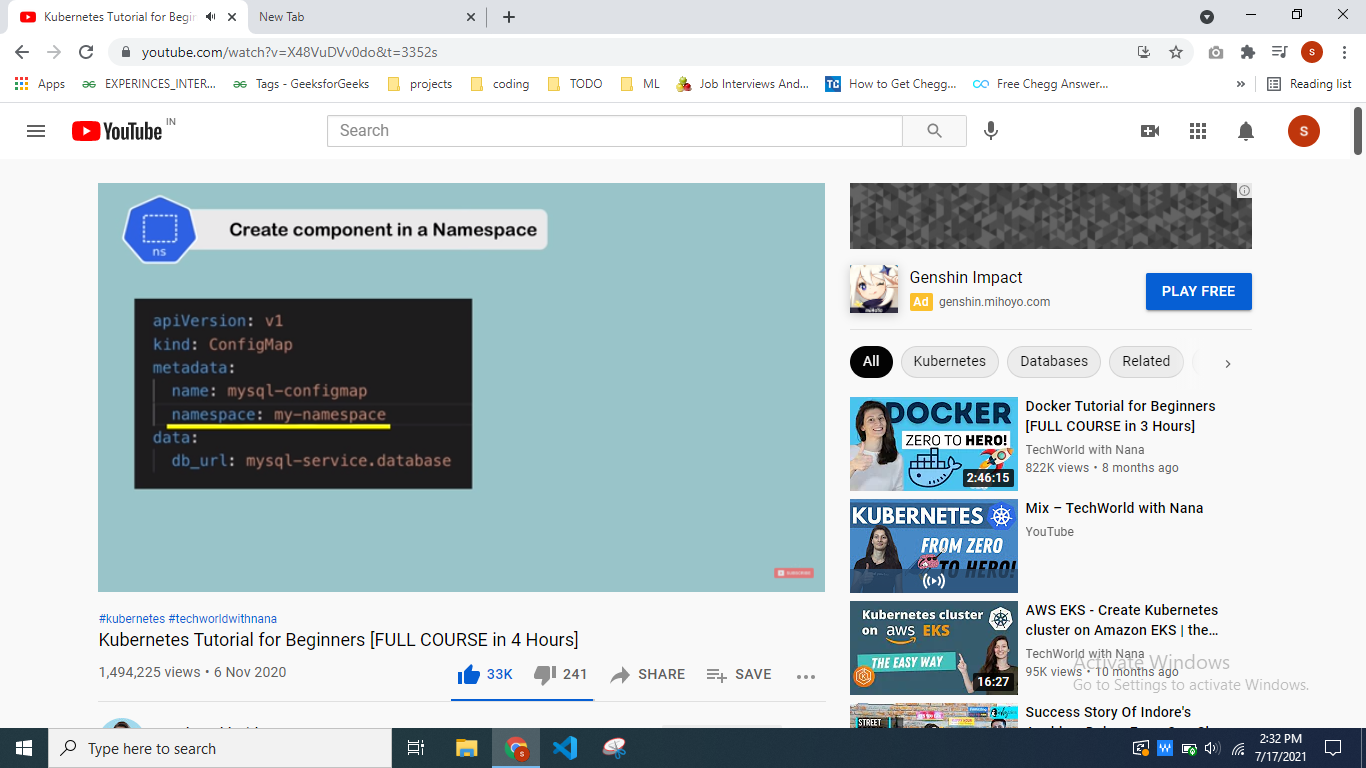 Kubernetes Tutorial for Begin
New Tab
youtube.com/watch?v=X48VuDVv0do&t=3352s
S
Apps
EXPERINCES_INTER...
Tags - GeeksforGeeks
projects
coding
TODO
ML
Job Interviews And...
TC
How to Get Chegg...
Free Chegg Answer...
»
Reading list
YouTube IN
Search
S
ns
Create component in a Namespace
apiVersion: v1
kind: ConfigMap
metadata:
name: mysql-configmap
namespace: my-namespace
data:
db_url: mysql-service.database
SUBSCRIBE
#kubernetes #techworldwithnana
Kubernetes Tutorial for Beginners [FULL COURSE in 4 Hours]
1,494,225 views • 6 Nov 2020
33K
241
SHARE
SAVE
Genshin Impact
Ad genshin.mihoyo.com
PLAY FREE
All
Kubernetes
Databases
Related
DOCKER
ZERO TO HERO!
2:46:15
Docker Tutorial for Beginners
[FULL COURSE in 3 Hours]
TechWorld with Nana
822K views • 8 months ago
KUBERNETES
FROM ZERO
TO HERO!
Mix – TechWorld with Nana
YouTube
Kubernetes cluster
on aws EKS
THE EASY WAY
16:27
AWS EKS - Create Kubernetes
cluster on Amazon EKS | the...
TechWorld with Nana
95K views • 10 months ago
Activate Windows
Go to Settings to activate Windows.
STREET
Success Story Of Indore's
Type here to search
2:32 PM
7/17/2021